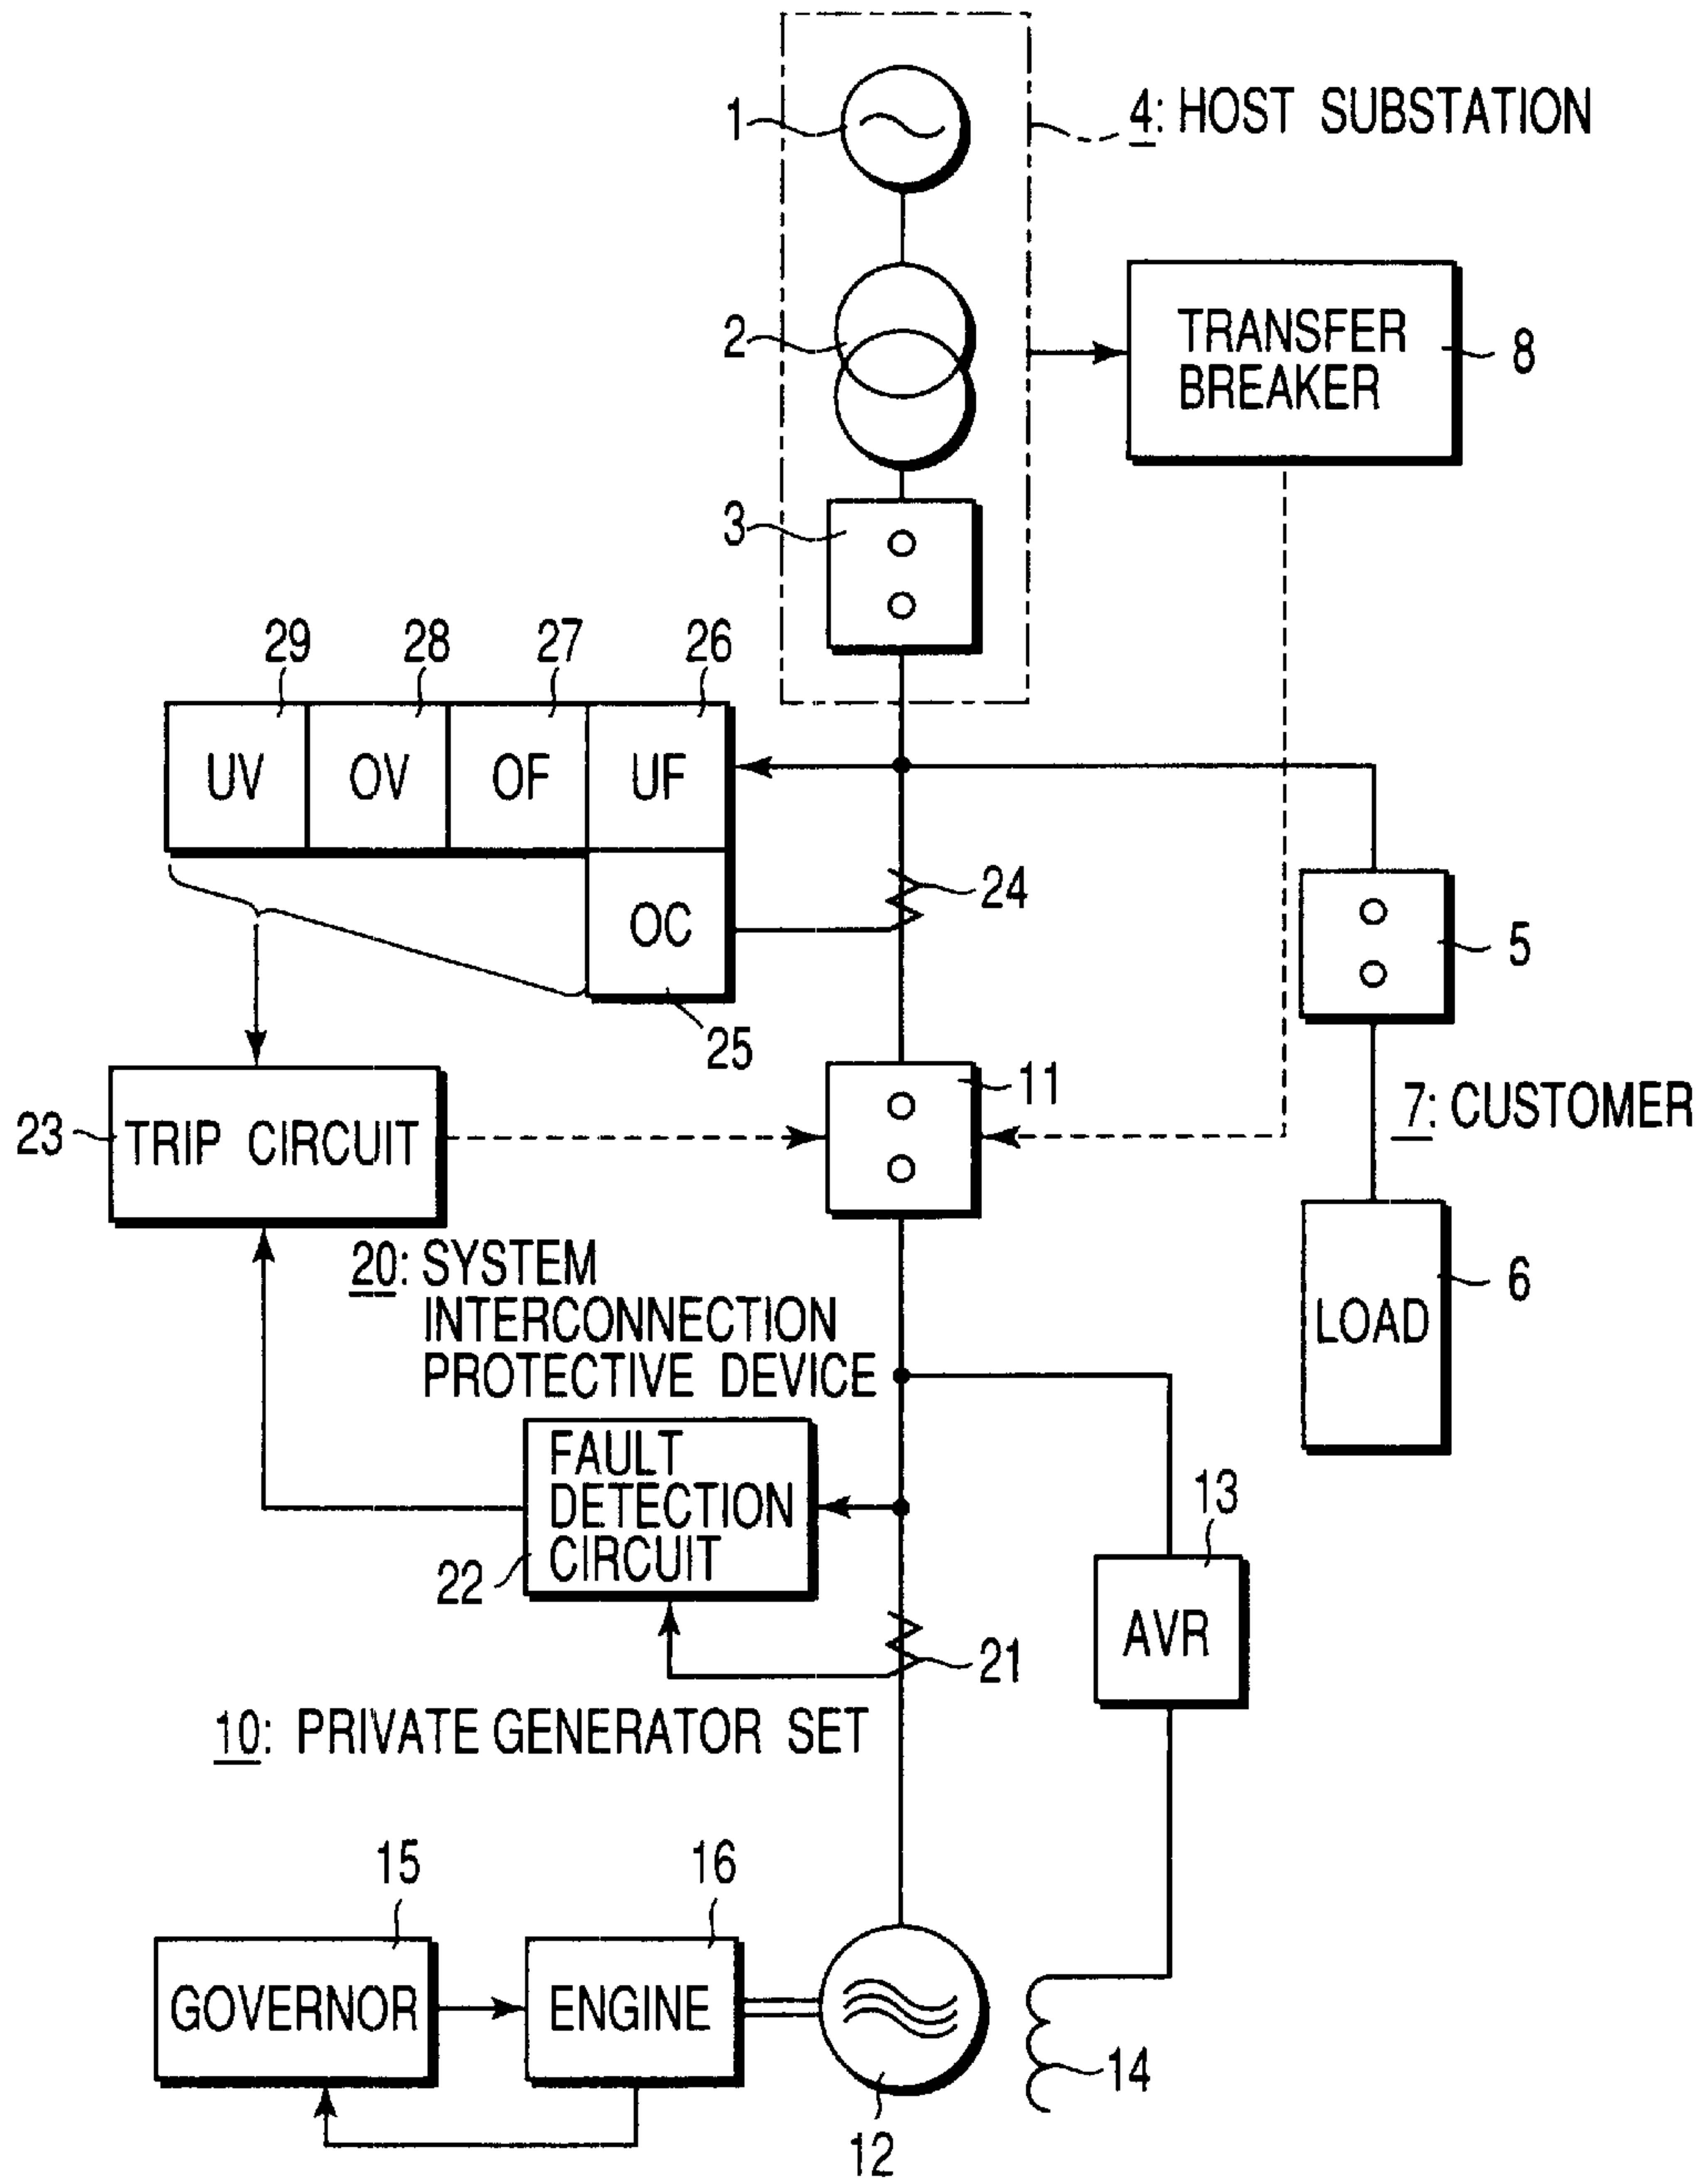 1
4: HOST SUBSTATION
2
TRANSFER
BREAKER
8
3
29
28
27
26
UV
OV
OF
UF
24
OC
5
25
11
7: CUSTOMER
23
TRIP CIRCUIT
20: SYSTEM
INTERCONNECTION
PROTECTIVE DEVICE
6
LOAD
FAULT
DETECTION
CIRCUIT
22
13
AVR
21
10: PRIVATE GENERATOR SET
15
16
GOVERNOR
ENGINE
14
12